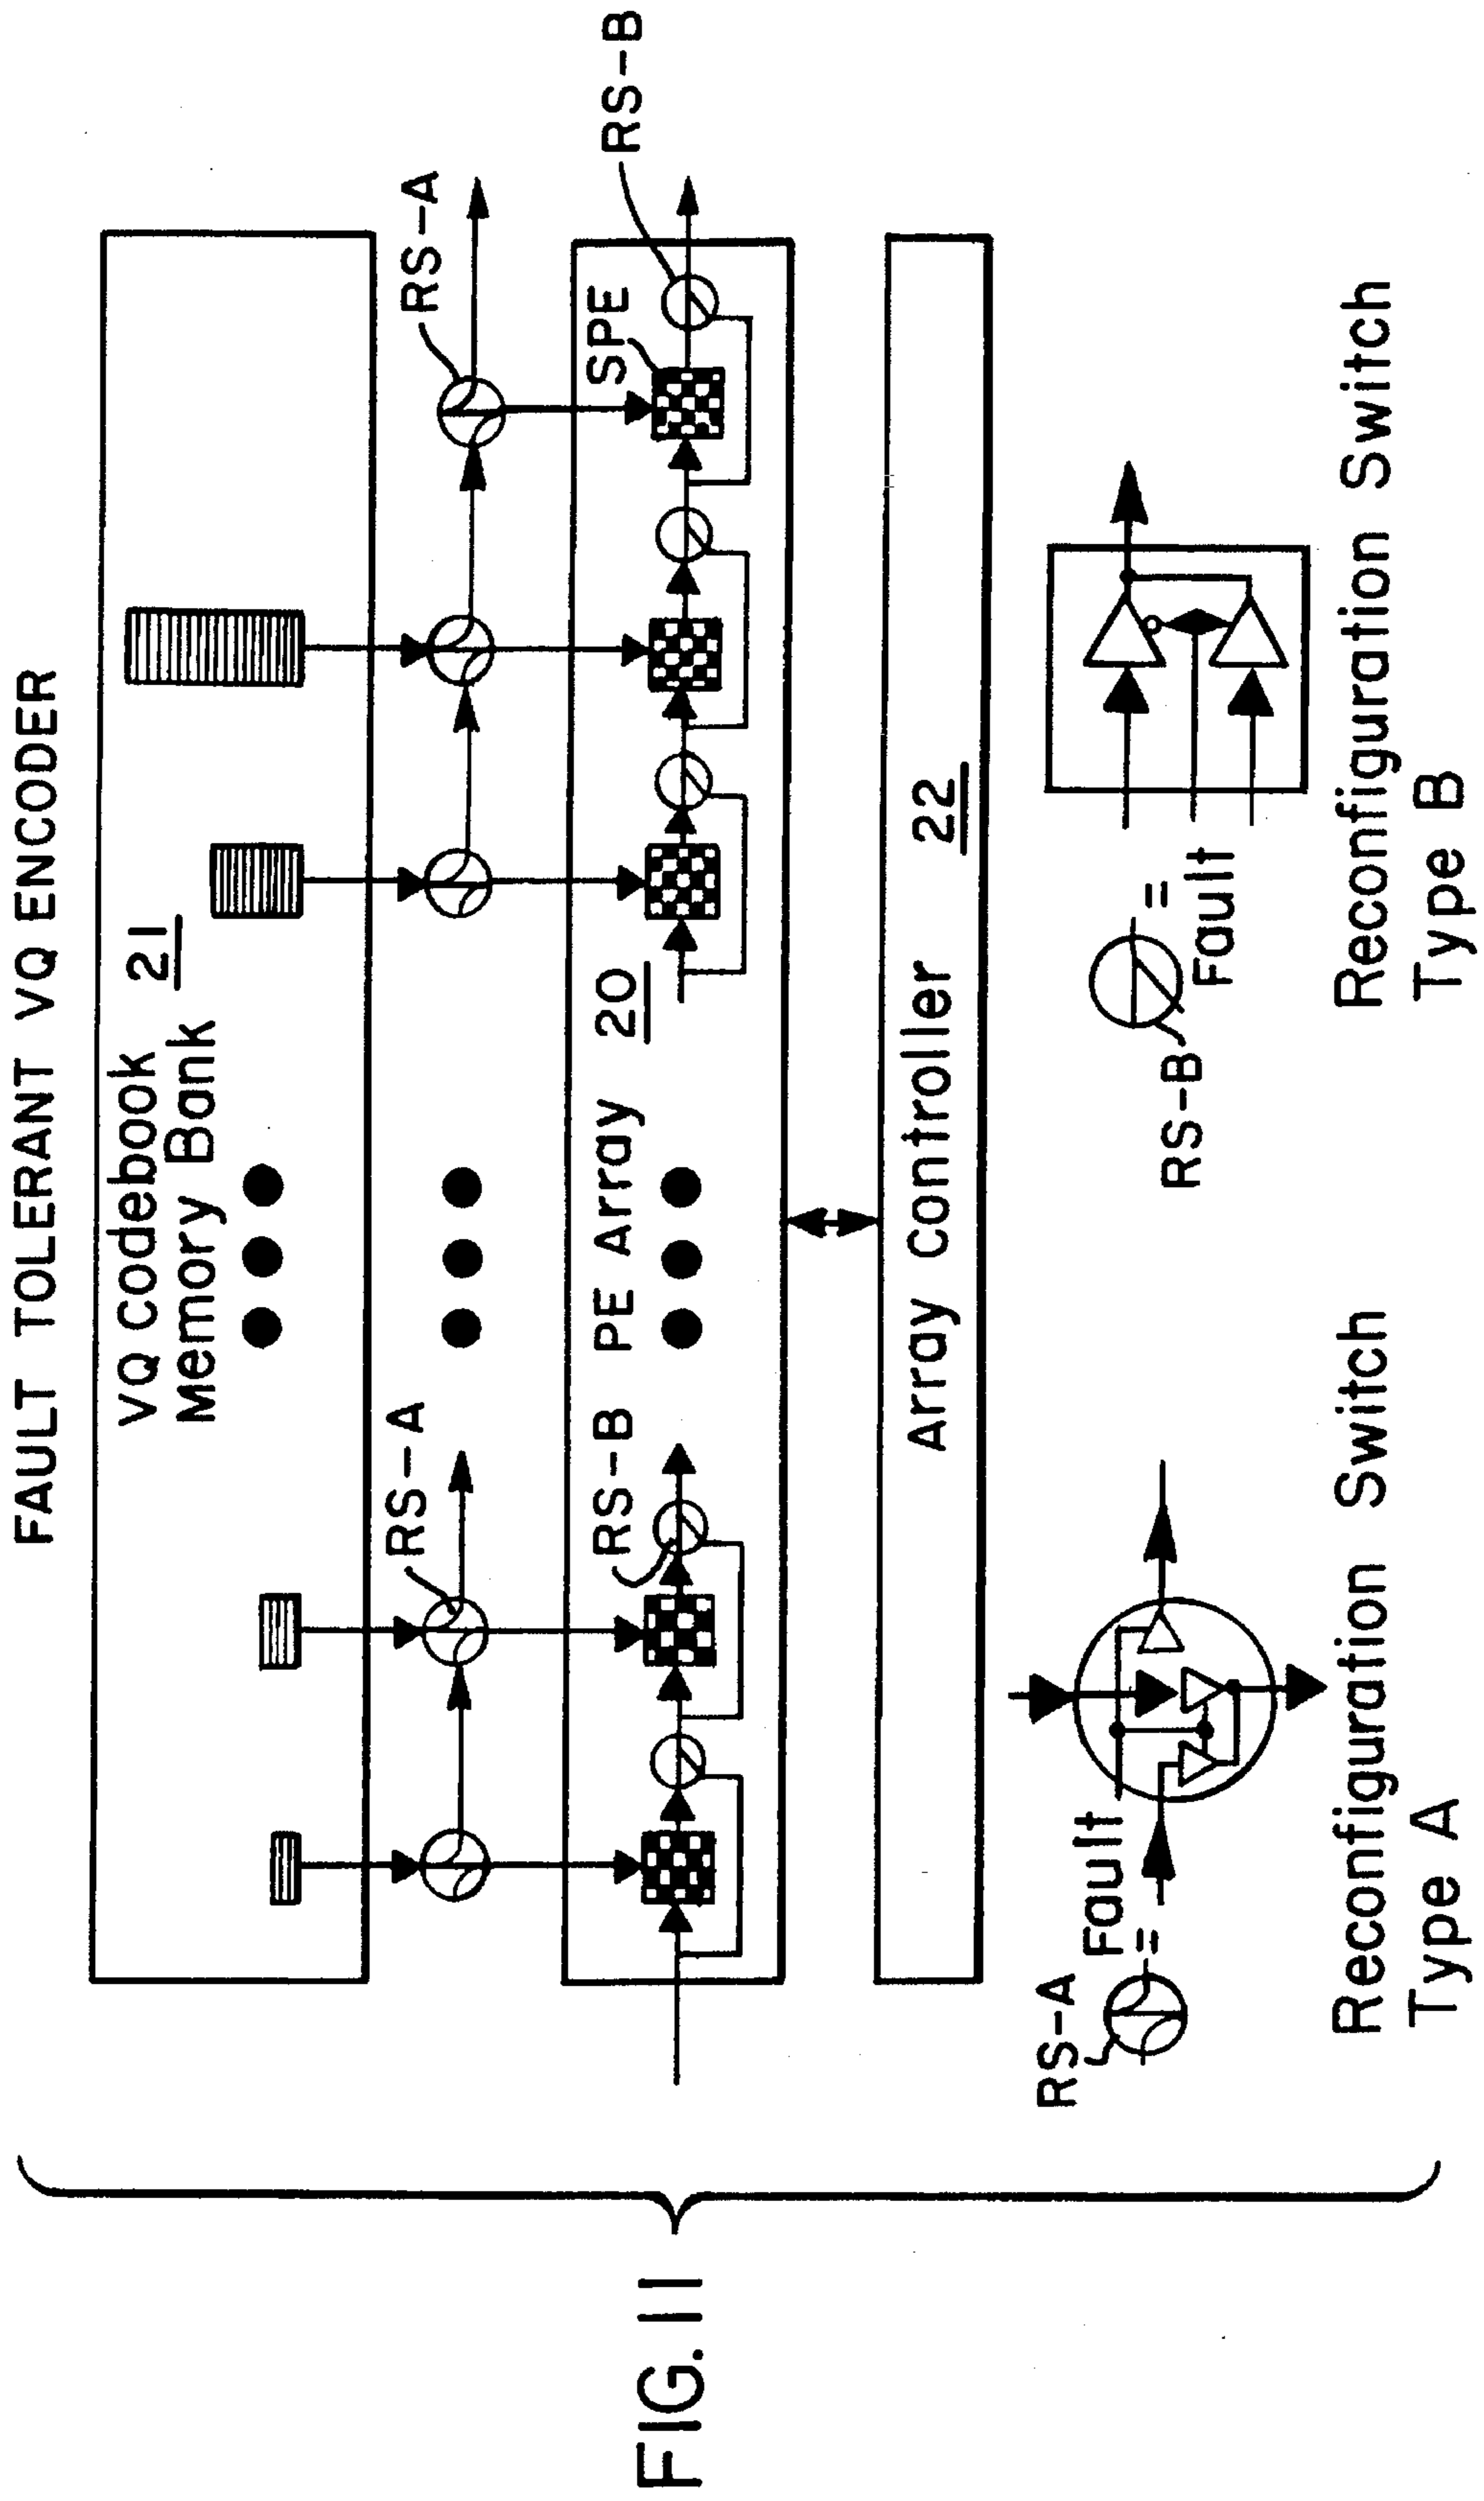 FAULT TOLERANT VQ ENCODER
VQ codebook 21
Memory Bank
RS-A
RS-A
RS-B
RS-B
PE Array 20
SPE
Array controller 22
RS-A
Fault
=
Reconfiguration Switch
Type A
RS-B
=
Fault
Reconfiguration Switch
Type B
FIG. 11